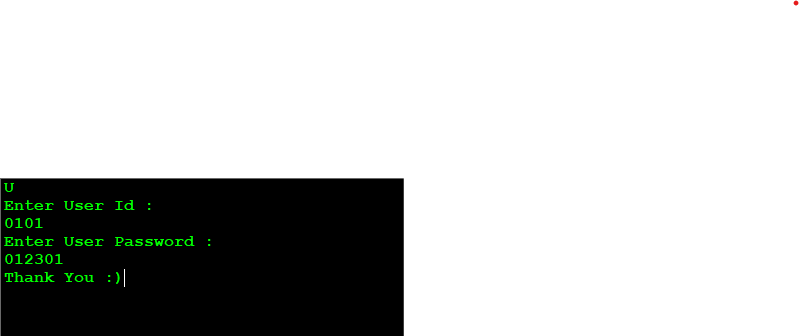 U
Enter User Id :
0101
Enter User Password :
012301
Thank You :)